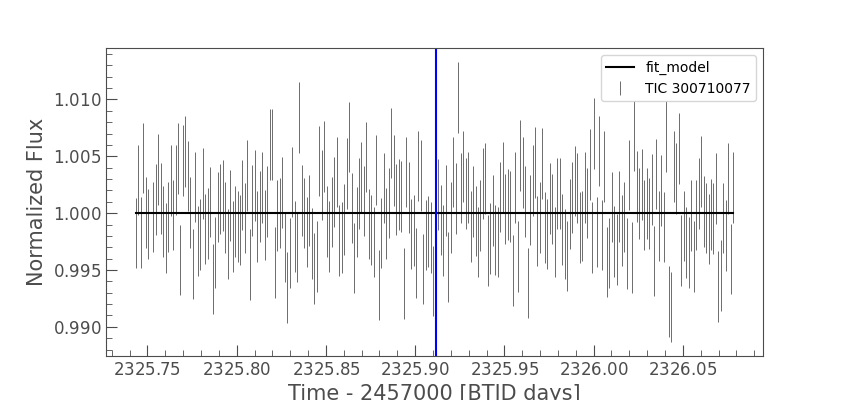 fit_model
TIC 300710077
1.010
1.005
1.000
0.995
0.990
Normalized Flux
2325.75 2325.80 2325.85 2325.90 2325.95 2326.00 2326.05
Time - 2457000 [BTJD days]